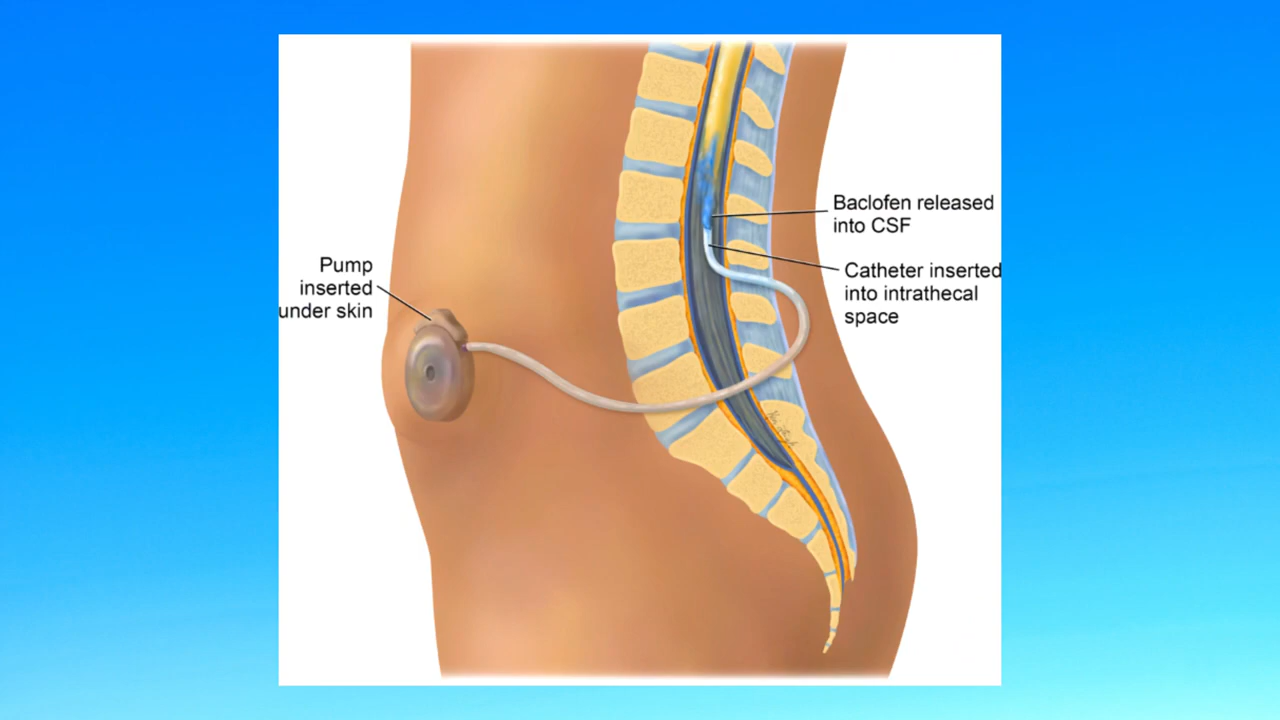 Pump
inserted
under skin
Baclofen released
into CSF
Catheter inserted
into intrathecal
space